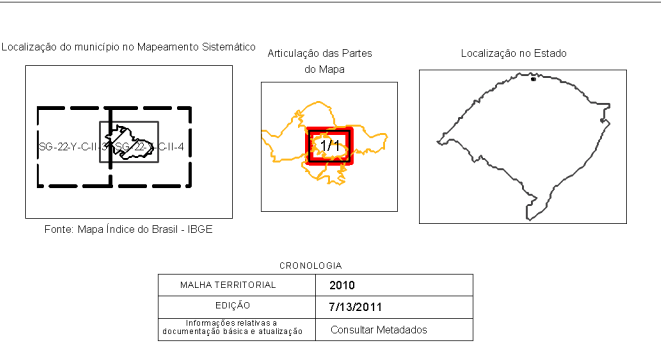 Localização do município no Mapeamento Sistemático
Articulação das Partes
do Mapa
Localização no Estado
SG-22-Y-C-II-3
SG-22-Y-C-II-4
1/1
Fonte: Mapa Índice do Brasil - IBGE
CRONOLOGIA
MALHA TERRITORIAL 2010
EDIÇÃO 7/13/2011
Informações relativas a
documentação básica e atualização Consultar Metadados